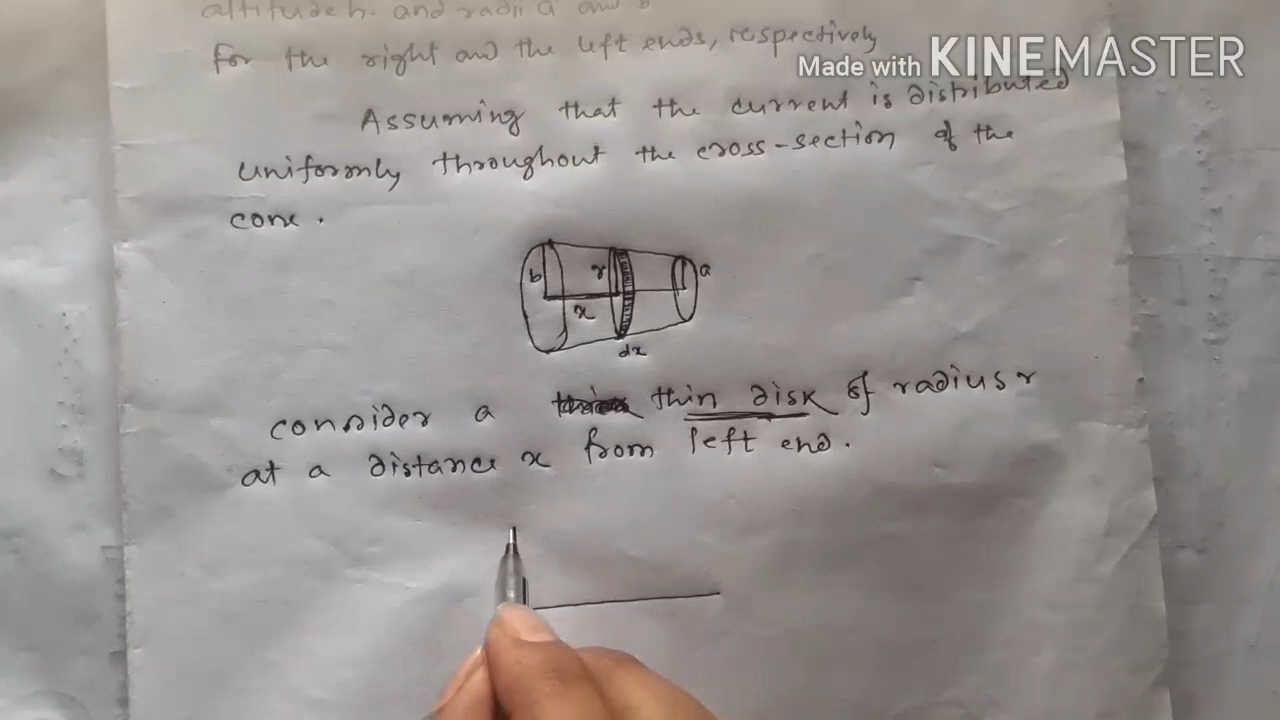 altitude h. and radii a and b
for the right and the left ends, respectively
Made with KINEMASTER
Assuming that the current is distributed
uniformly throughout the cross-section of the
cone.
b
r
a
x
dx
consider a thin disk of radius r
at a distance x from left end.